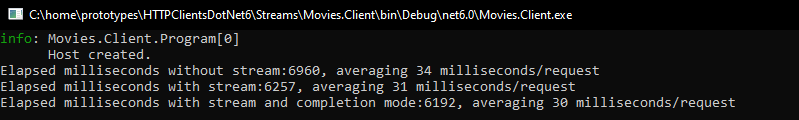 C:\home\prototypes\HTTPClientsDotNet6\Streams\Movies.Client\bin\Debug\net6.0\Movies.Client.exe
info: Movies.Client.Program[0]
      Host created.
Elapsed milliseconds without stream:6960, averaging 34 milliseconds/request
Elapsed milliseconds with stream:6257, averaging 31 milliseconds/request
Elapsed milliseconds with stream and completion mode:6192, averaging 30 milliseconds/request